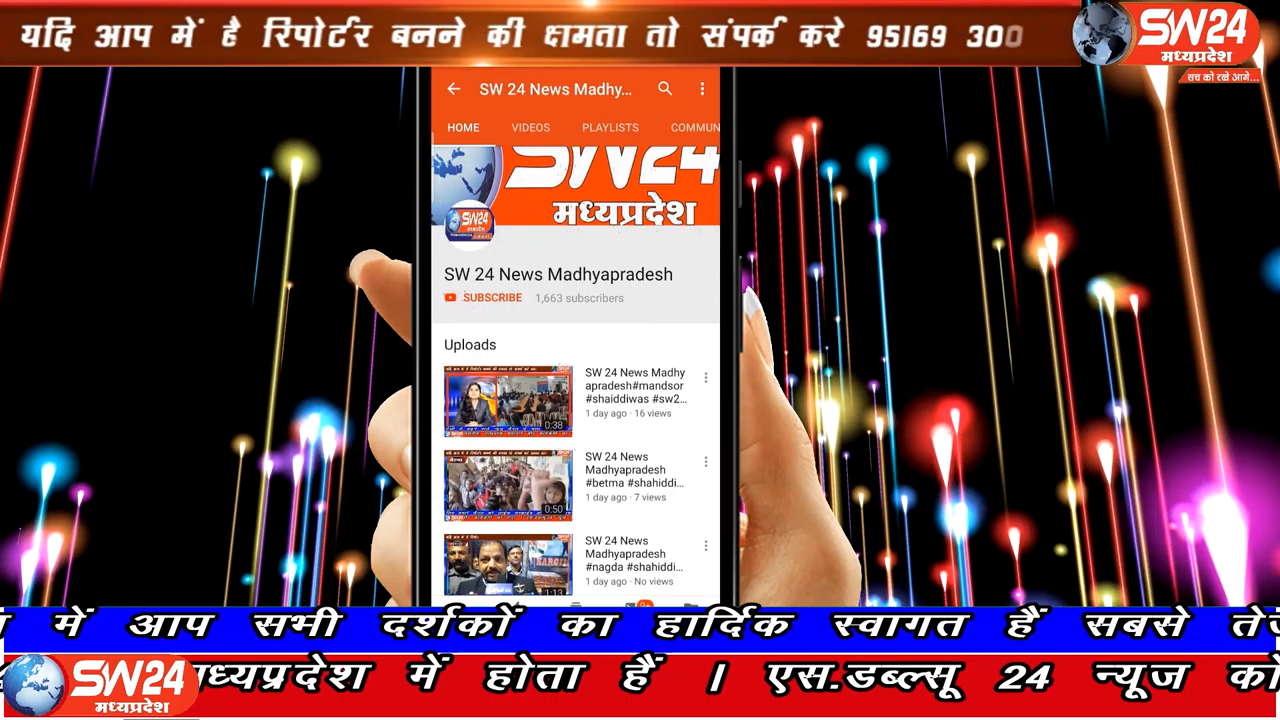 यदि आप में है रिपोर्टर बनने की क्षमता तो संपर्क करे 95169 300
SW24
मध्यप्रदेश
सच को रखे आगे...
SW 24 News Madhy...
HOME VIDEOS PLAYLISTS COMMUN
SW24
मध्यप्रदेश
SW24
SW 24 News Madhyapradesh
SUBSCRIBE 1,663 subscribers
Uploads
SW 24 News Madhy
apradesh#mandsor
#shaiddiwas #sw2...
1 day ago · 16 views
0:38
SW 24 News
Madhyapradesh
#betma #shahiddi...
1 day ago · 7 views
0:50
SW 24 News
Madhyapradesh
#nagda #shahiddi...
1 day ago · No views
1:13
में आप सभी दर्शकों का हार्दिक स्वागत हैं सबसे
मध्यप्रदेश में होता हैं । एस.डब्ल्सू 24 न्यूज को
SW24
मध्यप्रदेश